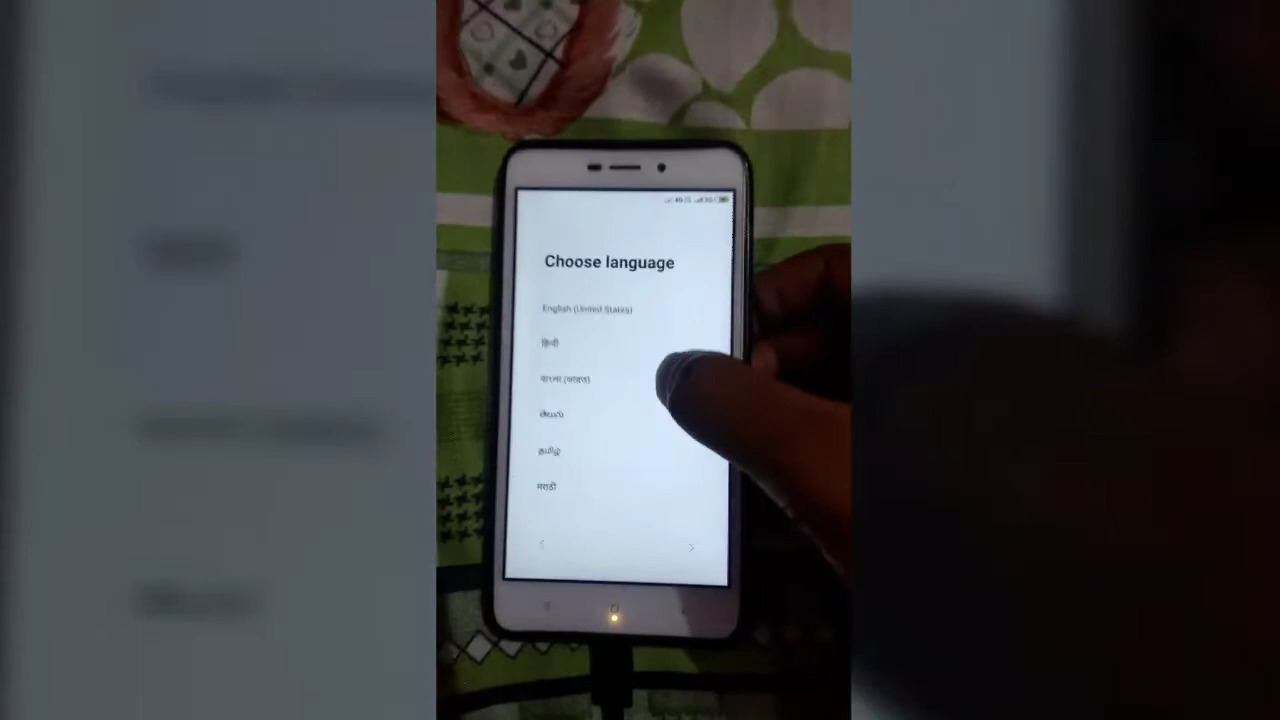 Choose language
English (United States)
हिन्दी
বাংলা (ভারত)
తెలుగు
தமிழ்
मराठी